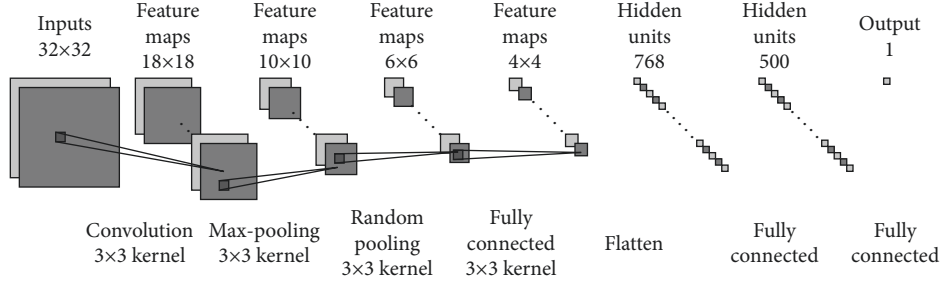 Inputs
32×32
Feature
maps
18×18
Feature
maps
10×10
Feature
maps
6×6
Feature
maps
4×4
Hidden
units
768
Hidden
units
500
Output
1
Convolution
3×3 kernel
Max-pooling
3×3 kernel
Random
pooling
3×3 kernel
Fully
connected
3×3 kernel
Flatten
Fully
connected
Fully
connected